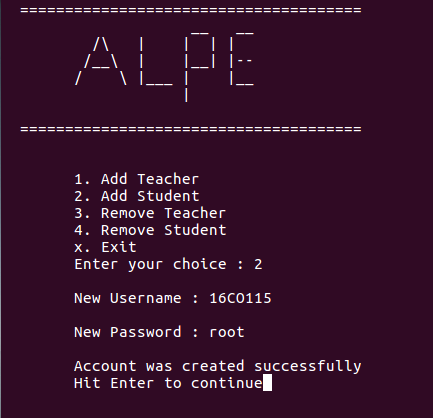 ======================================
ALPE
======================================
1. Add Teacher
2. Add Student
3. Remove Teacher
4. Remove Student
x. Exit
Enter your choice : 2
New Username : 16CO115
New Password : root
Account was created successfully
Hit Enter to continue